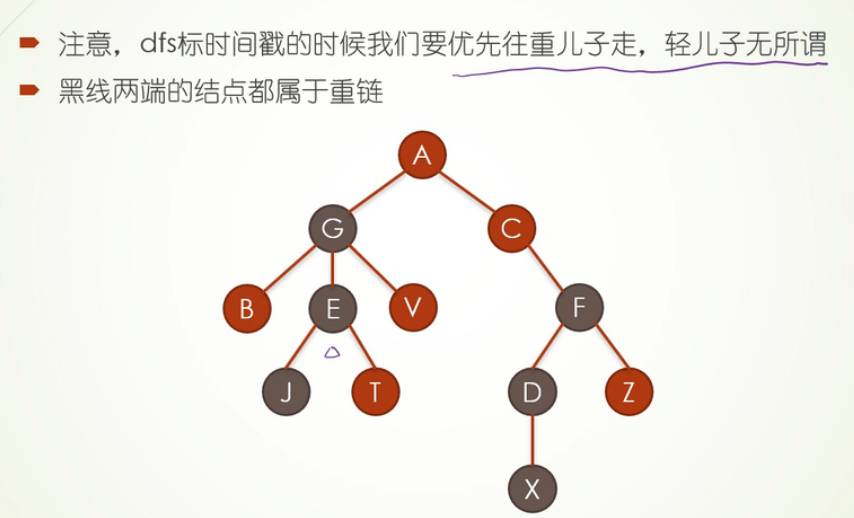 注意，dfs标时间戳的时候我们要优先往重儿子走，轻儿子无所谓
黑线两端的结点都属于重链
A
G C
B E V F
J T D Z
X